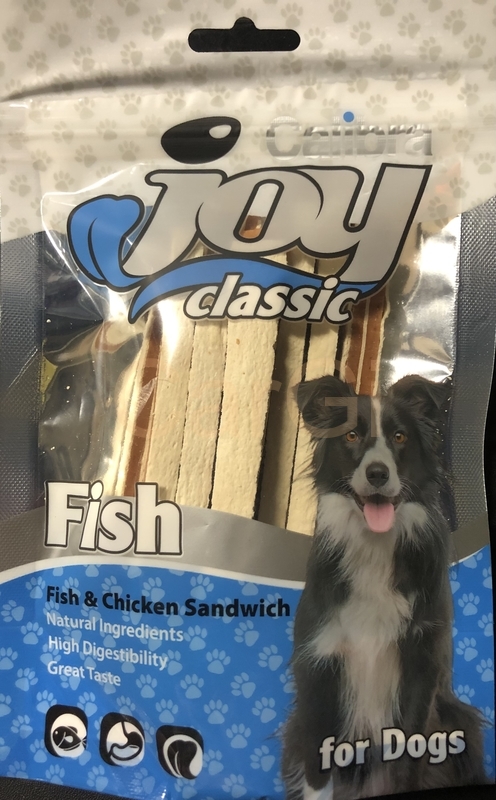 Calibra
Joy
classic
Fish
Fish & Chicken Sandwich
Natural Ingredients
High Digestibility
Great Taste
for Dogs